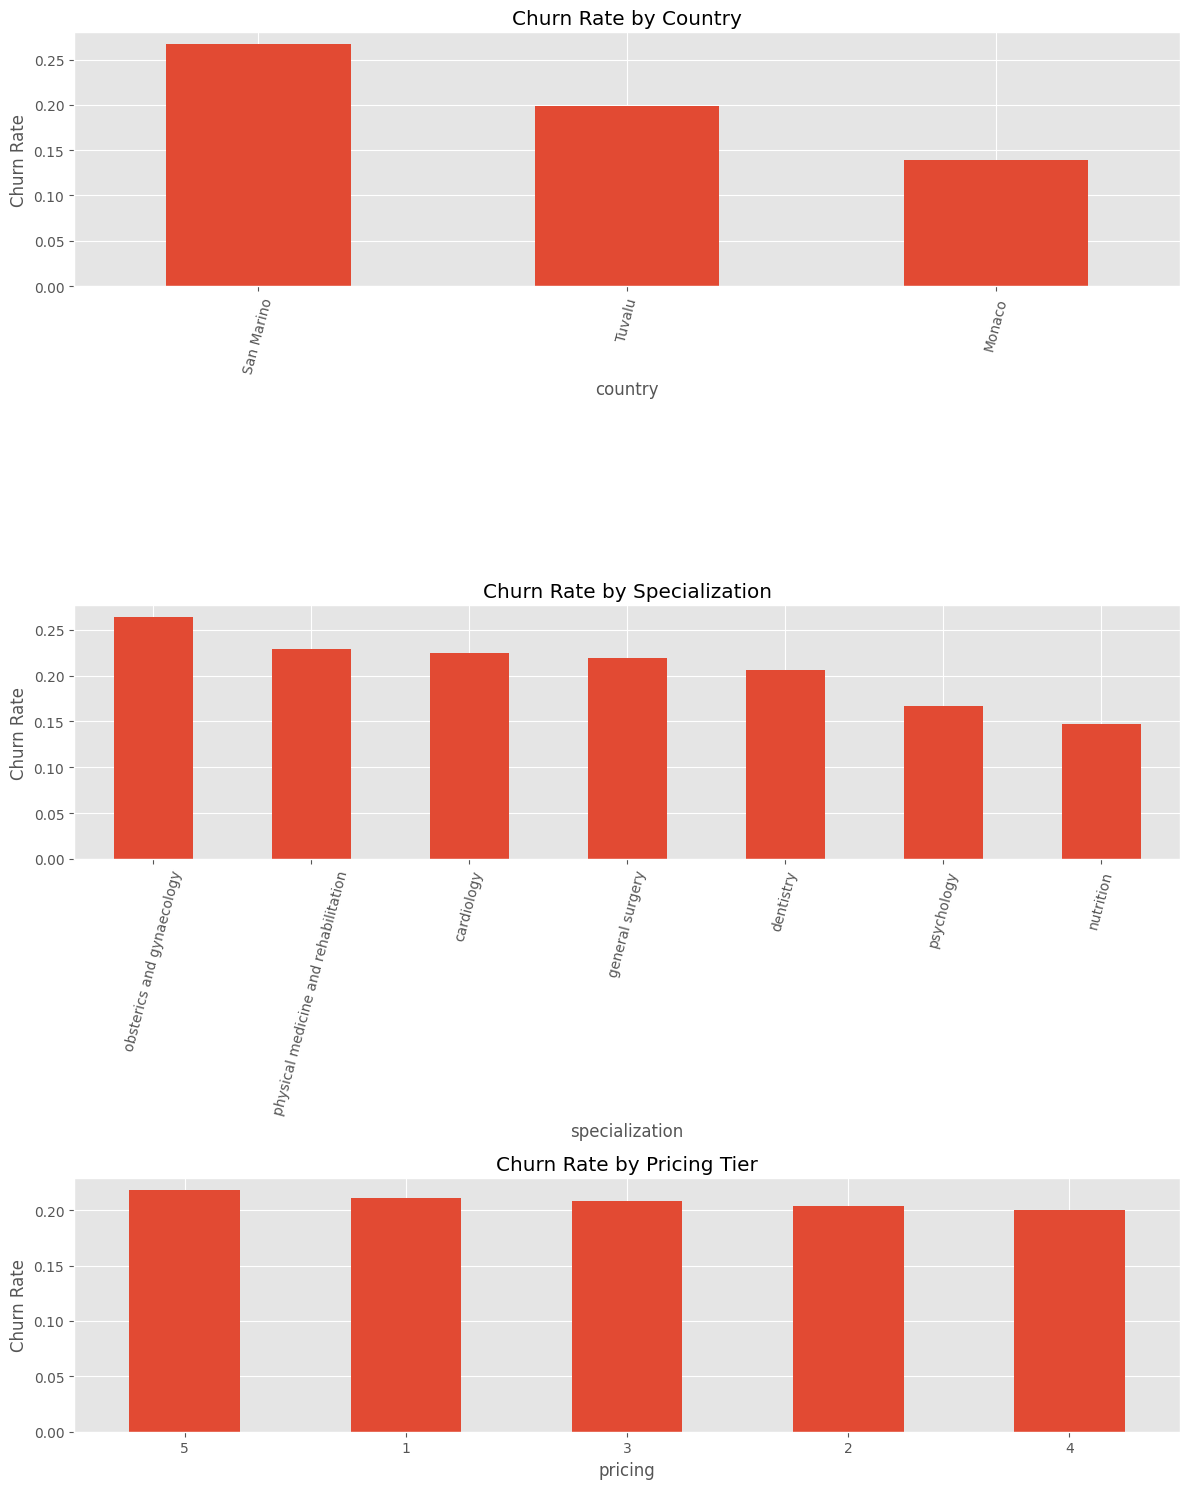 Churn Rate by Country
Churn Rate
0.25
0.20
0.15
0.10
0.05
0.00
San Marino
Tuvalu
Monaco
country
Churn Rate by Specialization
Churn Rate
0.25
0.20
0.15
0.10
0.05
0.00
obsterics and gynaecology
physical medicine and rehabilitation
cardiology
general surgery
dentistry
psychology
nutrition
specialization
Churn Rate by Pricing Tier
Churn Rate
0.20
0.15
0.10
0.05
0.00
5
1
3
2
4
pricing